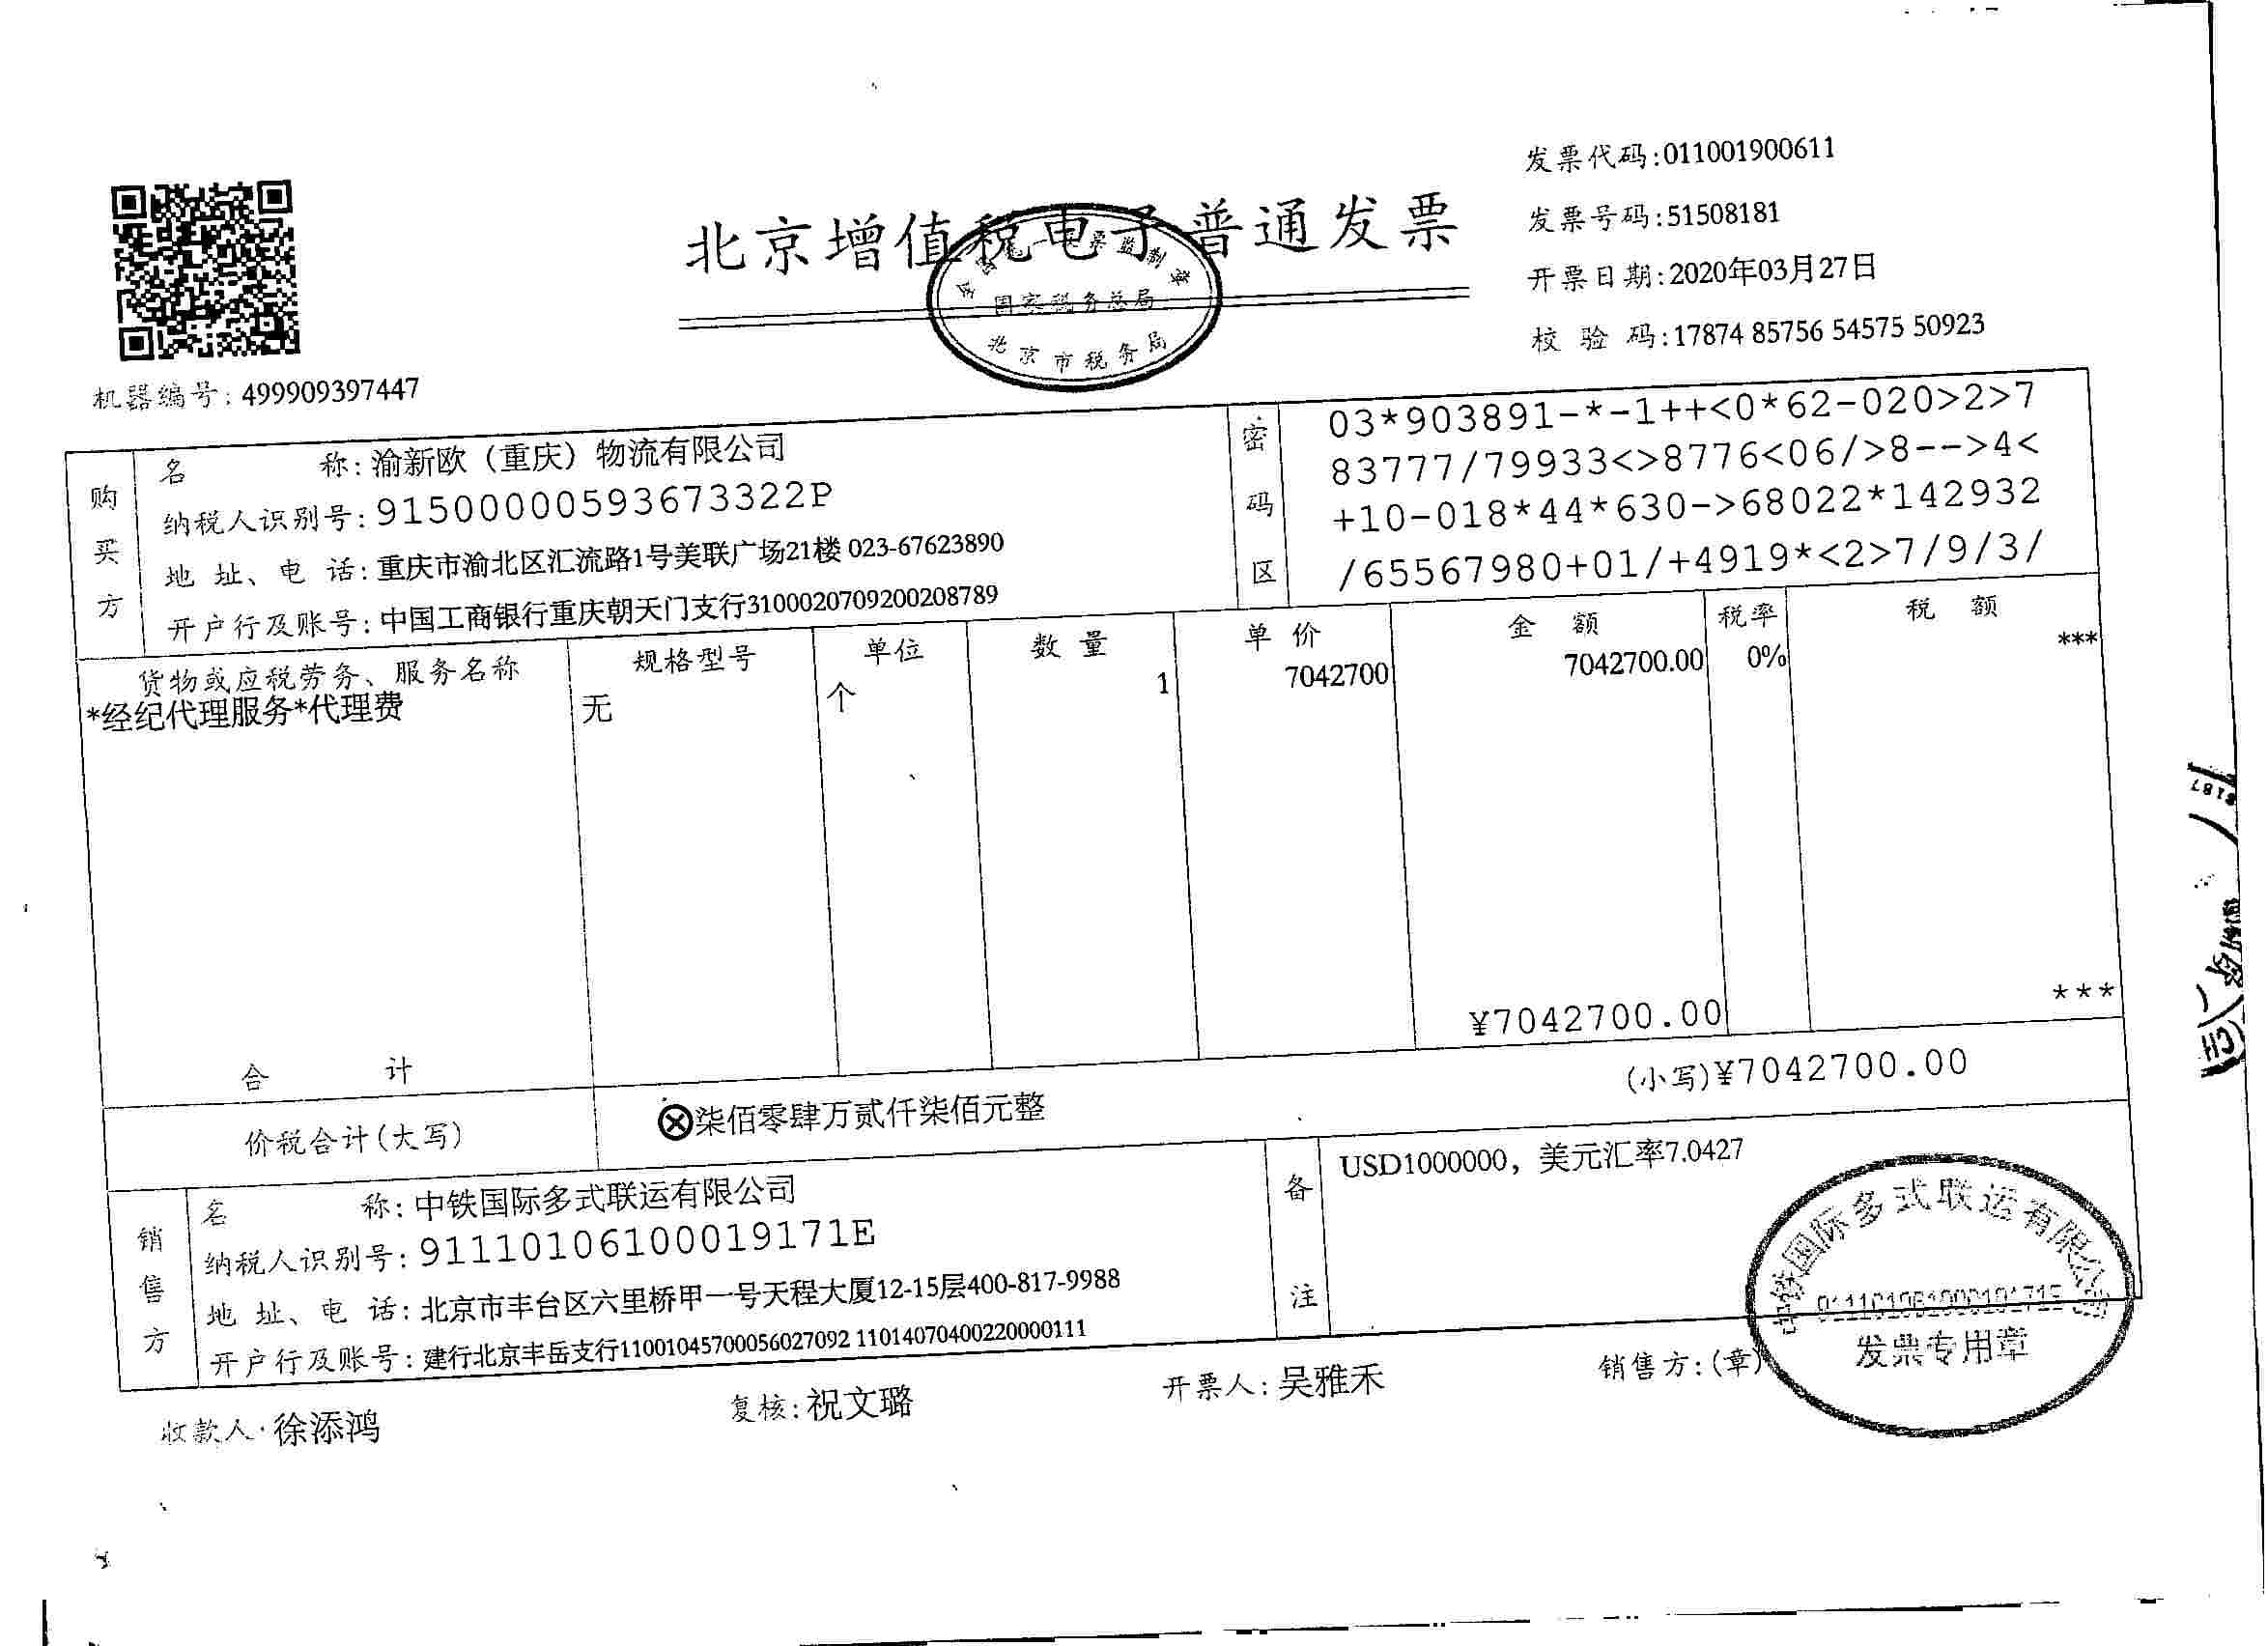 发票代码:011001900611
北京增值税电子普通发票
发票号码:51508181
开票日期:2020年03月27日
校 验 码:17874 85756 54575 50923
国家税务总局
北京市税务局
机器编号:499909397447
购买方
名 称:渝新欧（重庆）物流有限公司
纳税人识别号:91500000593673322P
地 址、电 话:重庆市渝北区汇流路1号美联广场21楼 023-67623890
开户行及账号:中国工商银行重庆朝天门支行3100020709200208789
密码区
03*903891-*-1++<0*62-020>2>7
83777/79933<>8776<06/>8-->4<
+10-018*44*630->68022*142932
/65567980+01/+4919*<2>7/9/3/
货物或应税劳务、服务名称 规格型号 单位 数 量 单 价 金 额 税率 税 额
*经纪代理服务*代理费 无 个 1 7042700 7042700.00 0% ***
合 计 ¥7042700.00 ***
价税合计(大写) ⊗柒佰零肆万贰仟柒佰元整 (小写)¥7042700.00
销售方
名 称:中铁国际多式联运有限公司
纳税人识别号:91110106100019171E
地 址、电 话:北京市丰台区六里桥甲一号天程大厦12-15层400-817-9988
开户行及账号:建行北京丰岳支行11001045700056027092 11014070400220000111
备注
USD1000000，美元汇率7.0427
中铁国际多式联运有限公司
发票专用章
收款人:徐添鸿 复核:祝文璐 开票人:吴雅禾 销售方:(章)